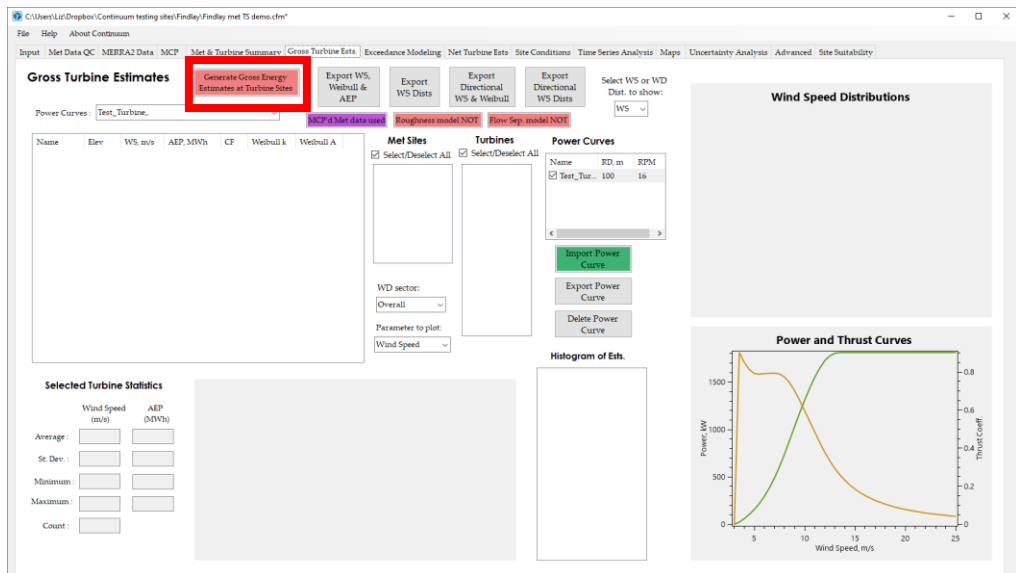 C:\Users\Liz\Dropbox\Continuum testing sites\Findlay\Findlay met TS demo.cfm*
File Help About Continuum
Input Met Data QC MERRA2 Data MCP Met & Turbine Summary Gross Turbine Ests. Exceedance Modeling Net Turbine Ests Site Conditions Time Series Analysis Maps Uncertainty Analysis Advanced Site Suitability
Gross Turbine Estimates
Generate Gross Energy
Estimates at Turbine Sites
Export WS,
Weibull &
AEP
Export
WS Dists
Export
Directional
WS & Weibull
Export
Directional
WS Dists
Select WS or WD
Dist. to show:
WS
Power Curves: Test_Turbine,
MCP'd Met data used
Roughness model NOT
Flow Sep. model NOT
Name Elev WS, m/s AEP, MWh CF Weibull k Weibull A
Met Sites
Select/Deselect All
Turbines
Select/Deselect All
Power Curves
Name RD, m RPM
Test_Tur... 100 16
Import Power
Curve
Export Power
Curve
Delete Power
Curve
WD sector:
Overall
Parameter to plot:
Wind Speed
Histogram of Ests.
Wind Speed Distributions
Selected Turbine Statistics
Wind Speed
(m/s)
AEP
(MWh)
Average :
St. Dev. :
Minimum :
Maximum :
Count :
Power and Thrust Curves
Power, kW
1500
1000
500
0
0.8
0.6
0.4
0.2
0
Thrust Coeff.
5 10 15 20 25
Wind Speed, m/s